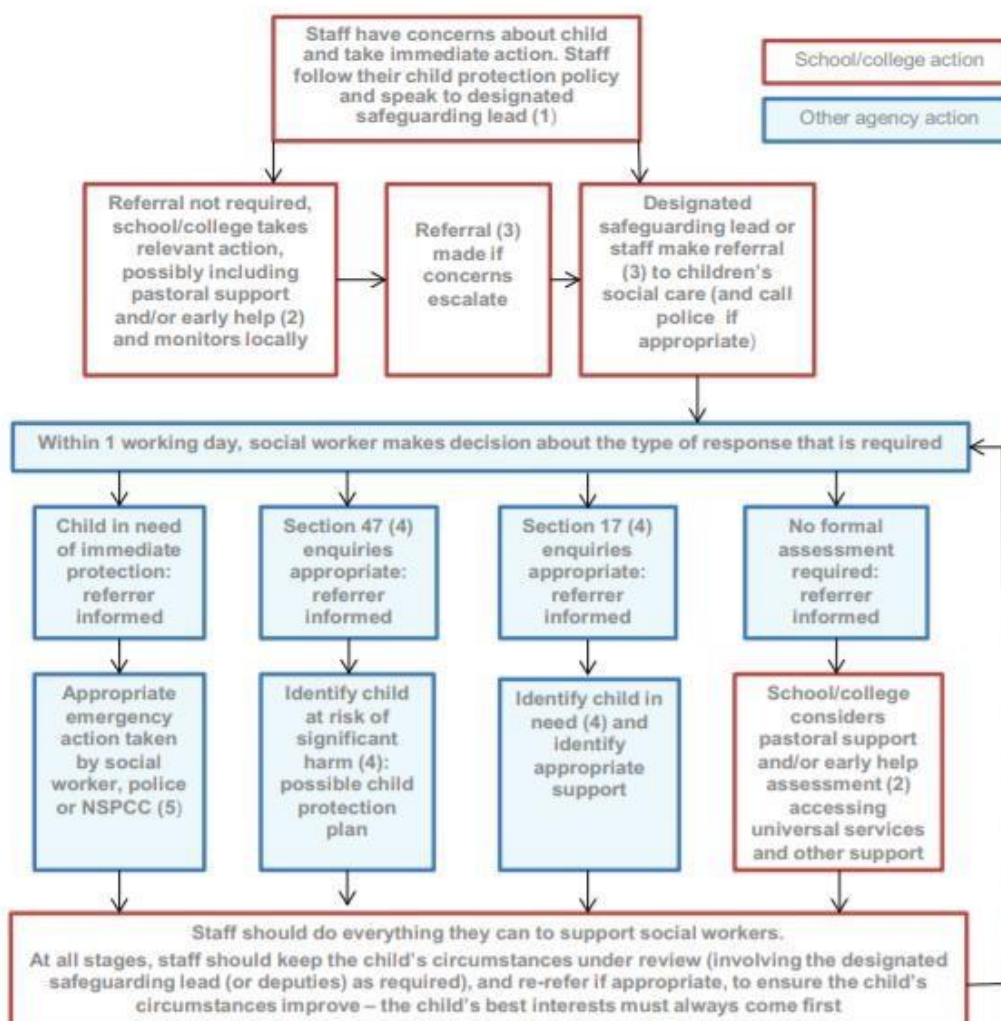 Staff have concerns about child
and take immediate action. Staff
follow their child protection policy
and speak to designated
safeguarding lead (1)
School/college action
Other agency action
Referral not required,
school/college takes
relevant action,
possibly including
pastoral support
and/or early help (2)
and monitors locally
Referral (3)
made if
concerns
escalate
Designated
safeguarding lead or
staff make referral
(3) to children's
social care (and call
police if
appropriate)
Within 1 working day, social worker makes decision about the type of response that is required
Child in need
of immediate
protection:
referrer
informed
Section 47 (4)
enquiries
appropriate:
referrer
informed
Section 17 (4)
enquiries
appropriate:
referrer
informed
No formal
assessment
required:
referrer
informed
Appropriate
emergency
action taken
by social
worker, police
or NSPCC (5)
Identify child
at risk of
significant
harm (4):
possible child
protection
plan
Identify child in
need (4) and
identify
appropriate
support
School/college
considers
pastoral support
and/or early help
assessment (2)
accessing
universal services
and other support
Staff should do everything they can to support social workers.
At all stages, staff should keep the child's circumstances under review (involving the designated
safeguarding lead (or deputies) as required), and re-refer if appropriate, to ensure the child's
circumstances improve – the child's best interests must always come first